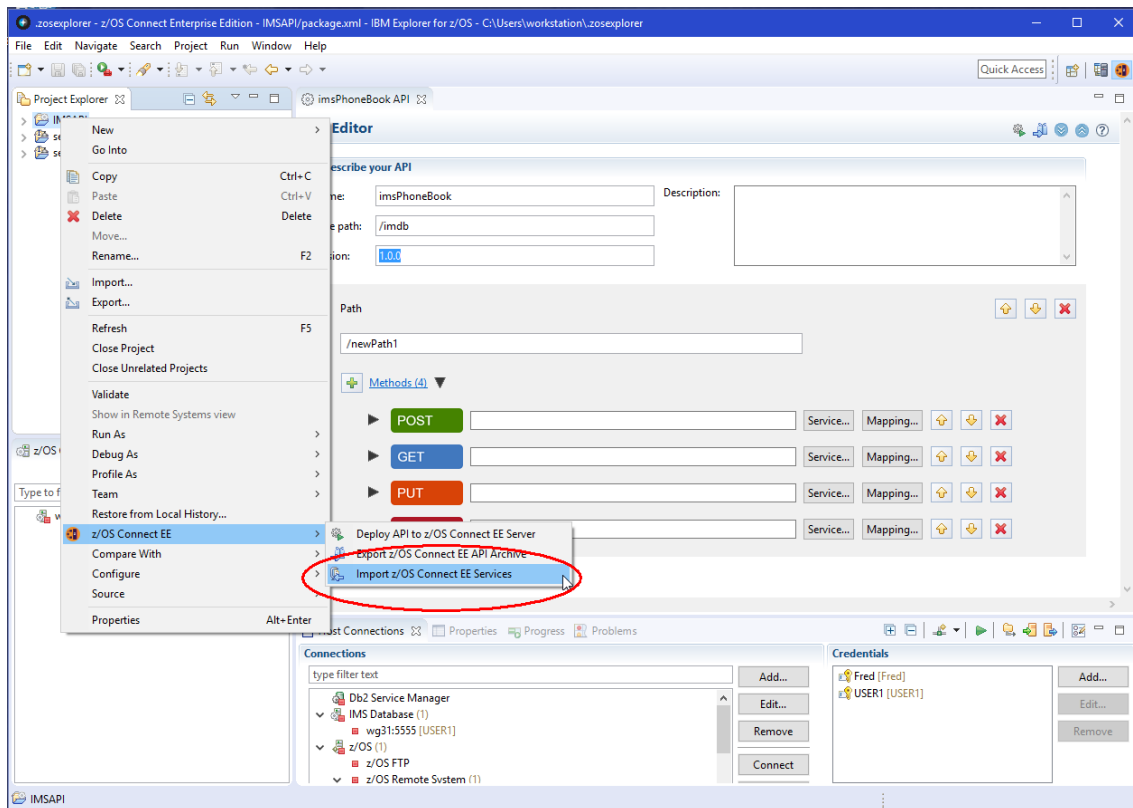 .zosexplorer - z/OS Connect Enterprise Edition - IMSAPI/package.xml - IBM Explorer for z/OS - C:\Users\workstation\.zosexplorer
File Edit Navigate Search Project Run Window Help
Quick Access
Project Explorer
imsPhoneBook API
Editor
escribe your API
me:
imsPhoneBook
Description:
e path:
/imdb
sion:
1.0.0
Path
/newPath1
Methods (4)
POST
Service...
Mapping...
GET
Service...
Mapping...
PUT
Service...
Mapping...
Service...
Mapping...
New
Go Into
Copy Ctrl+C
Paste Ctrl+V
Delete Delete
Move...
Rename... F2
Import...
Export...
Refresh F5
Close Project
Close Unrelated Projects
Validate
Show in Remote Systems view
Run As
Debug As
Profile As
Team
Restore from Local History...
z/OS Connect EE
Compare With
Configure
Source
Properties Alt+Enter
Deploy API to z/OS Connect EE Server
Export z/OS Connect EE API Archive
Import z/OS Connect EE Services
z/OS
Type to f
Host Connections
Properties
Progress
Problems
Connections
type filter text
Db2 Service Manager
IMS Database (1)
wg31:5555 [USER1]
z/OS (1)
z/OS FTP
z/OS Remote System (1)
Add...
Edit...
Remove
Connect
Credentials
Fred [Fred]
USER1 [USER1]
Add...
Edit...
Remove
IMSAPI